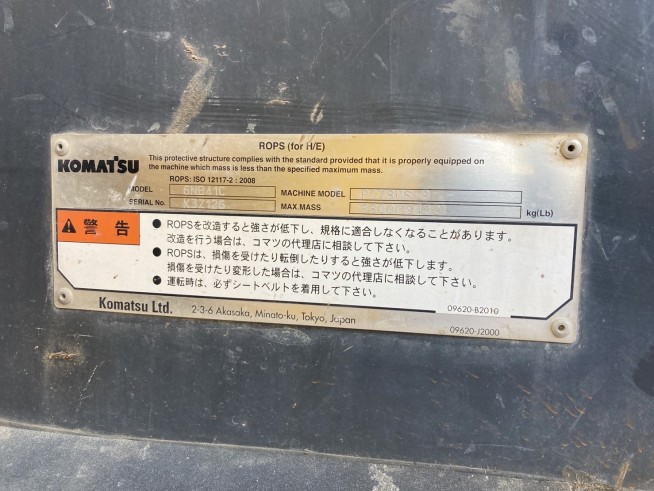 ROPS (for H/E)
KOMATSU
This protective structure complies with the standard provided that it is properly equipped on
the machine which mass is less than the specified maximum mass.
ROPS: ISO 12117-2 : 2008
MODEL
MACHINE MODEL
SERIAL No. K32126
MAX.MASS kg(Lb)
警告
● ROPSを改造すると強さが低下し、規格に適合しなくなることがあります。
改造を行う場合は、コマツの代理店に相談して下さい。
● ROPSは、損傷を受けたり転倒したりすると強さが低下します。
損傷を受けたり変形した場合は、コマツの代理店に相談して下さい。
● 運転時は、必ずシートベルトを着用して下さい。
09620-B2010
Komatsu Ltd. 2-3-6 Akasaka, Minato-ku, Tokyo, Japan
09620-J2000